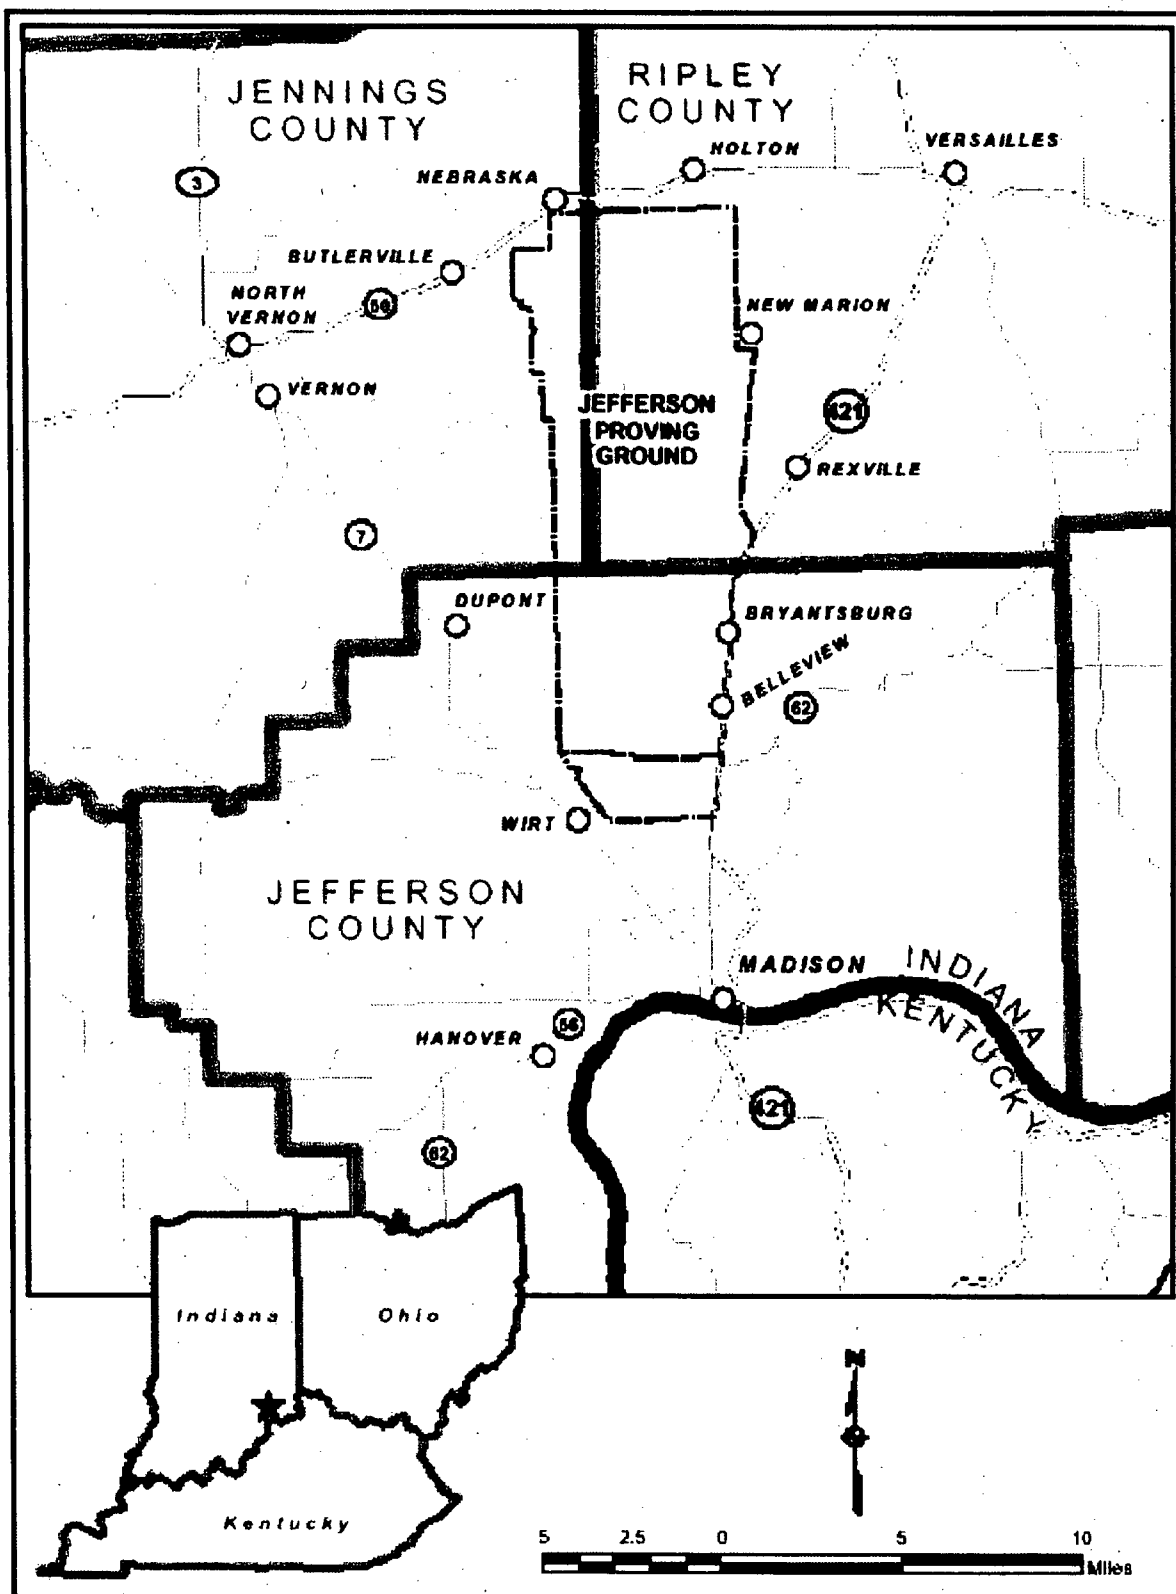 JENNINGS
COUNTY
RIPLEY
COUNTY
HOLTON
VERSAILLES
NEBRASKA
3
BUTLERVILLE
50
NORTH
VERNON
NEW MARION
VERNON
JEFFERSON
PROVING
GROUND
421
REXVILLE
7
DUPONT
BRYANTSBURG
BELLEVIEW
62
WIRT
JEFFERSON
COUNTY
MADISON
INDIANA
KENTUCKY
HANOVER
56
421
62
Indiana
Ohio
Kentucky
N
5 2.5 0 5 10
Miles